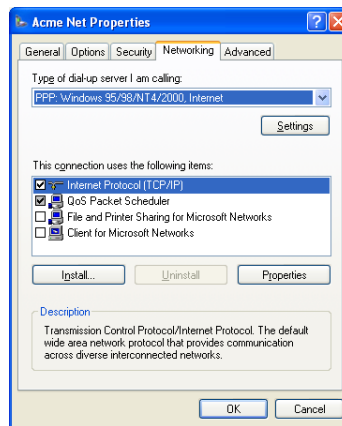 Acme Net Properties
General Options Security Networking Advanced
Type of dial-up server I am calling:
PPP: Windows 95/98/NT4/2000, Internet
Settings
This connection uses the following items:
Internet Protocol (TCP/IP)
QoS Packet Scheduler
File and Printer Sharing for Microsoft Networks
Client for Microsoft Networks
Install... Uninstall Properties
Description
Transmission Control Protocol/Internet Protocol. The default
wide area network protocol that provides communication
across diverse interconnected networks.
OK Cancel